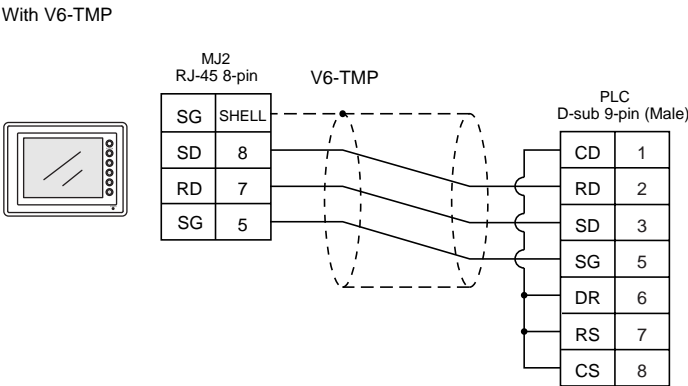 With V6-TMP
MJ2
RJ-45 8-pin
V6-TMP
SG SHELL
SD 8
RD 7
SG 5
PLC
D-sub 9-pin (Male)
CD 1
RD 2
SD 3
SG 5
DR 6
RS 7
CS 8